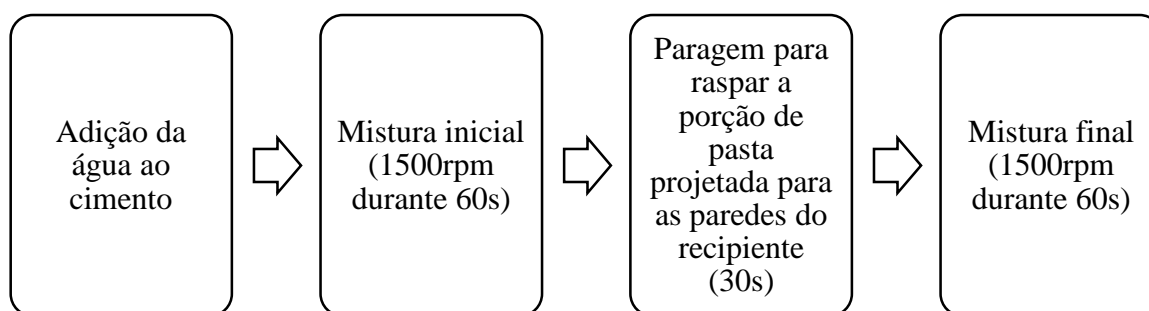 Adição da
água ao
cimento
Mistura inicial
(1500rpm
durante 60s)
Paragem para
raspar a
porção de
pasta
projetada para
as paredes do
recipiente
(30s)
Mistura final
(1500rpm
durante 60s)